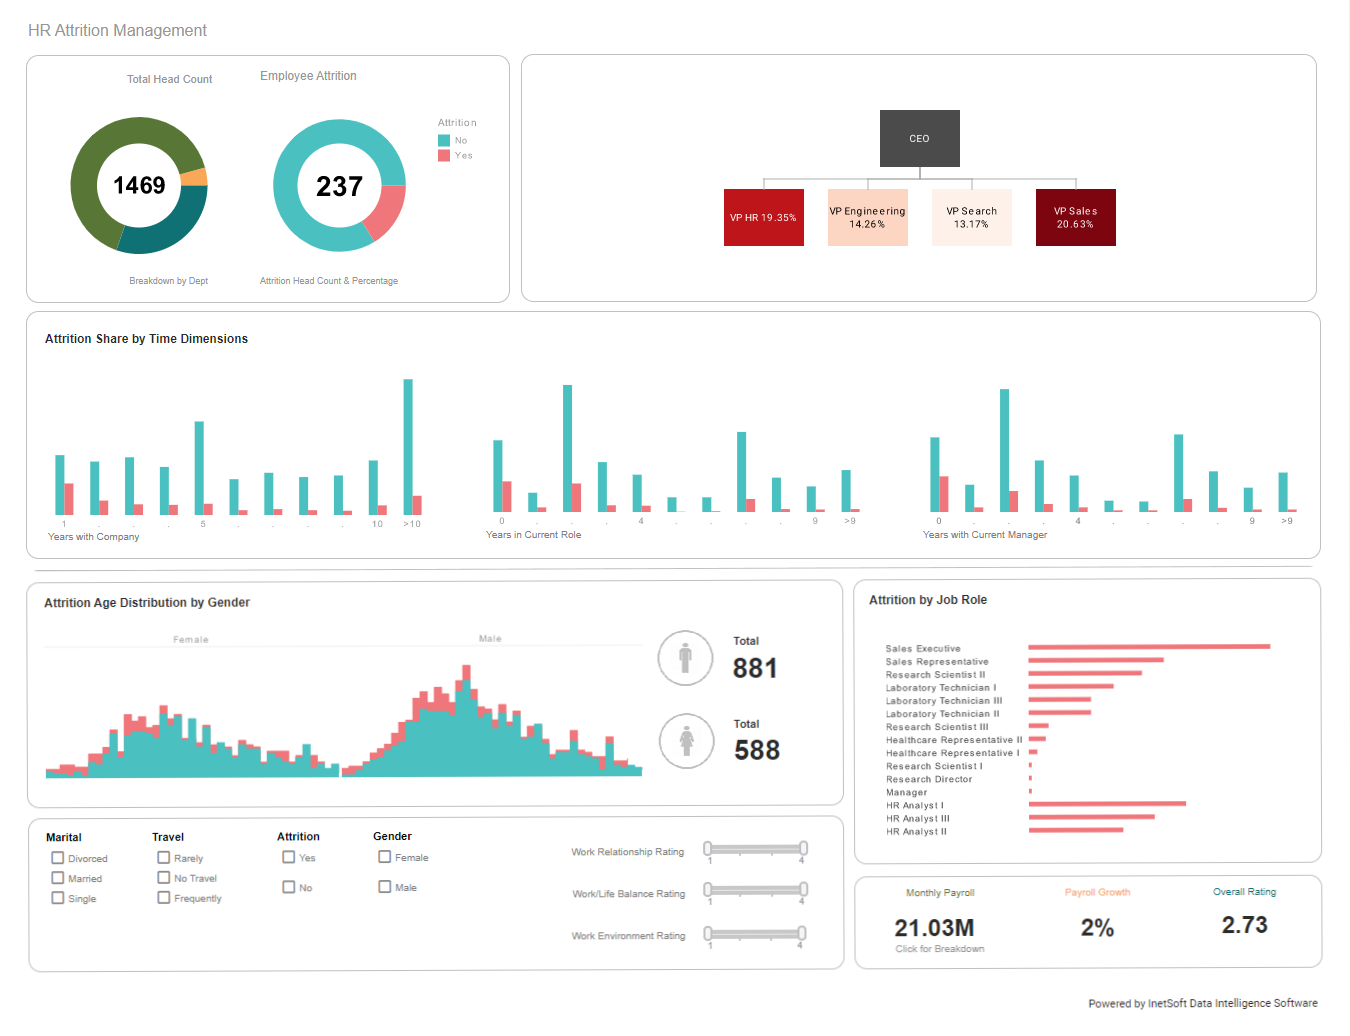 HR Attrition Management
Total Head Count
Employee Attrition
1469
237
Attrition
No
Yes
Breakdown by Dept
Attrition Head Count & Percentage
CEO
VP HR 19.35%
VP Engineering
14.26%
VP Search
13.17%
VP Sales
20.63%
Attrition Share by Time Dimensions
1 . . . 5 . . . . 10 >10
Years with Company
0 . . . 4 . . . . 9 >9
Years in Current Role
0 . . . 4 . . . . 9 >9
Years with Current Manager
Attrition Age Distribution by Gender
Female
Male
Total
881
Total
588
Attrition by Job Role
Sales Executive
Sales Representative
Research Scientist II
Laboratory Technician I
Laboratory Technician III
Laboratory Technician II
Research Scientist III
Healthcare Representative II
Healthcare Representative I
Research Scientist I
Research Director
Manager
HR Analyst I
HR Analyst III
HR Analyst II
Marital
Divorced
Married
Single
Travel
Rarely
No Travel
Frequently
Attrition
Yes
No
Gender
Female
Male
Work Relationship Rating
1 . . 4
Work/Life Balance Rating
1 . . 4
Work Environment Rating
1 . . 4
Monthly Payroll
21.03M
Click for Breakdown
Payroll Growth
2%
Overall Rating
2.73
Powered by InetSoft Data Intelligence Software